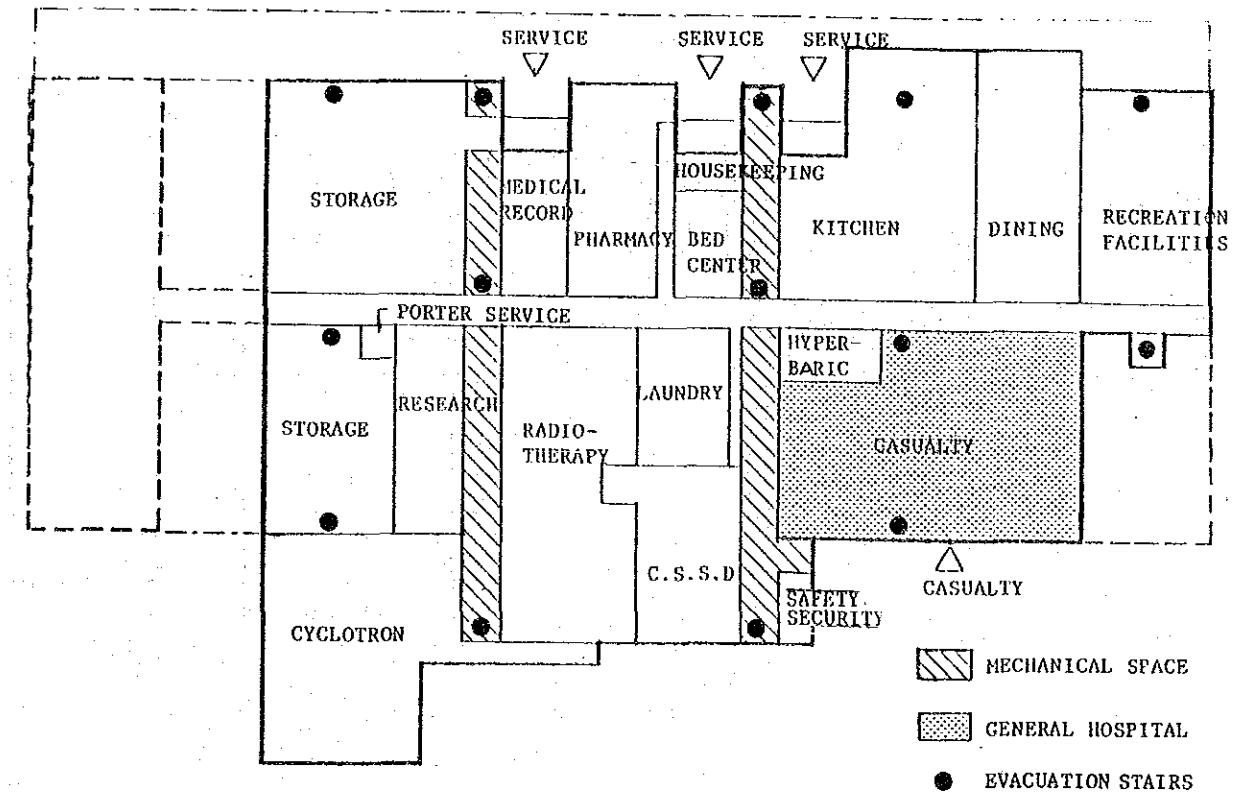 SERVICE
SERVICE
SERVICE
STORAGE
MEDICAL
RECORD
PHARMACY
HOUSEKEEPING
BED
CENTER
KITCHEN
DINING
RECREATION
FACILITIES
PORTER SERVICE
STORAGE
RESEARCH
RADIO-
THERAPY
LAUNDRY
HYPER-
BARIC
CASUALTY
C.S.S.D
CYCLOTRON
SAFETY
SECURITY
CASUALTY
MECHANICAL SPACE
GENERAL HOSPITAL
EVACUATION STAIRS